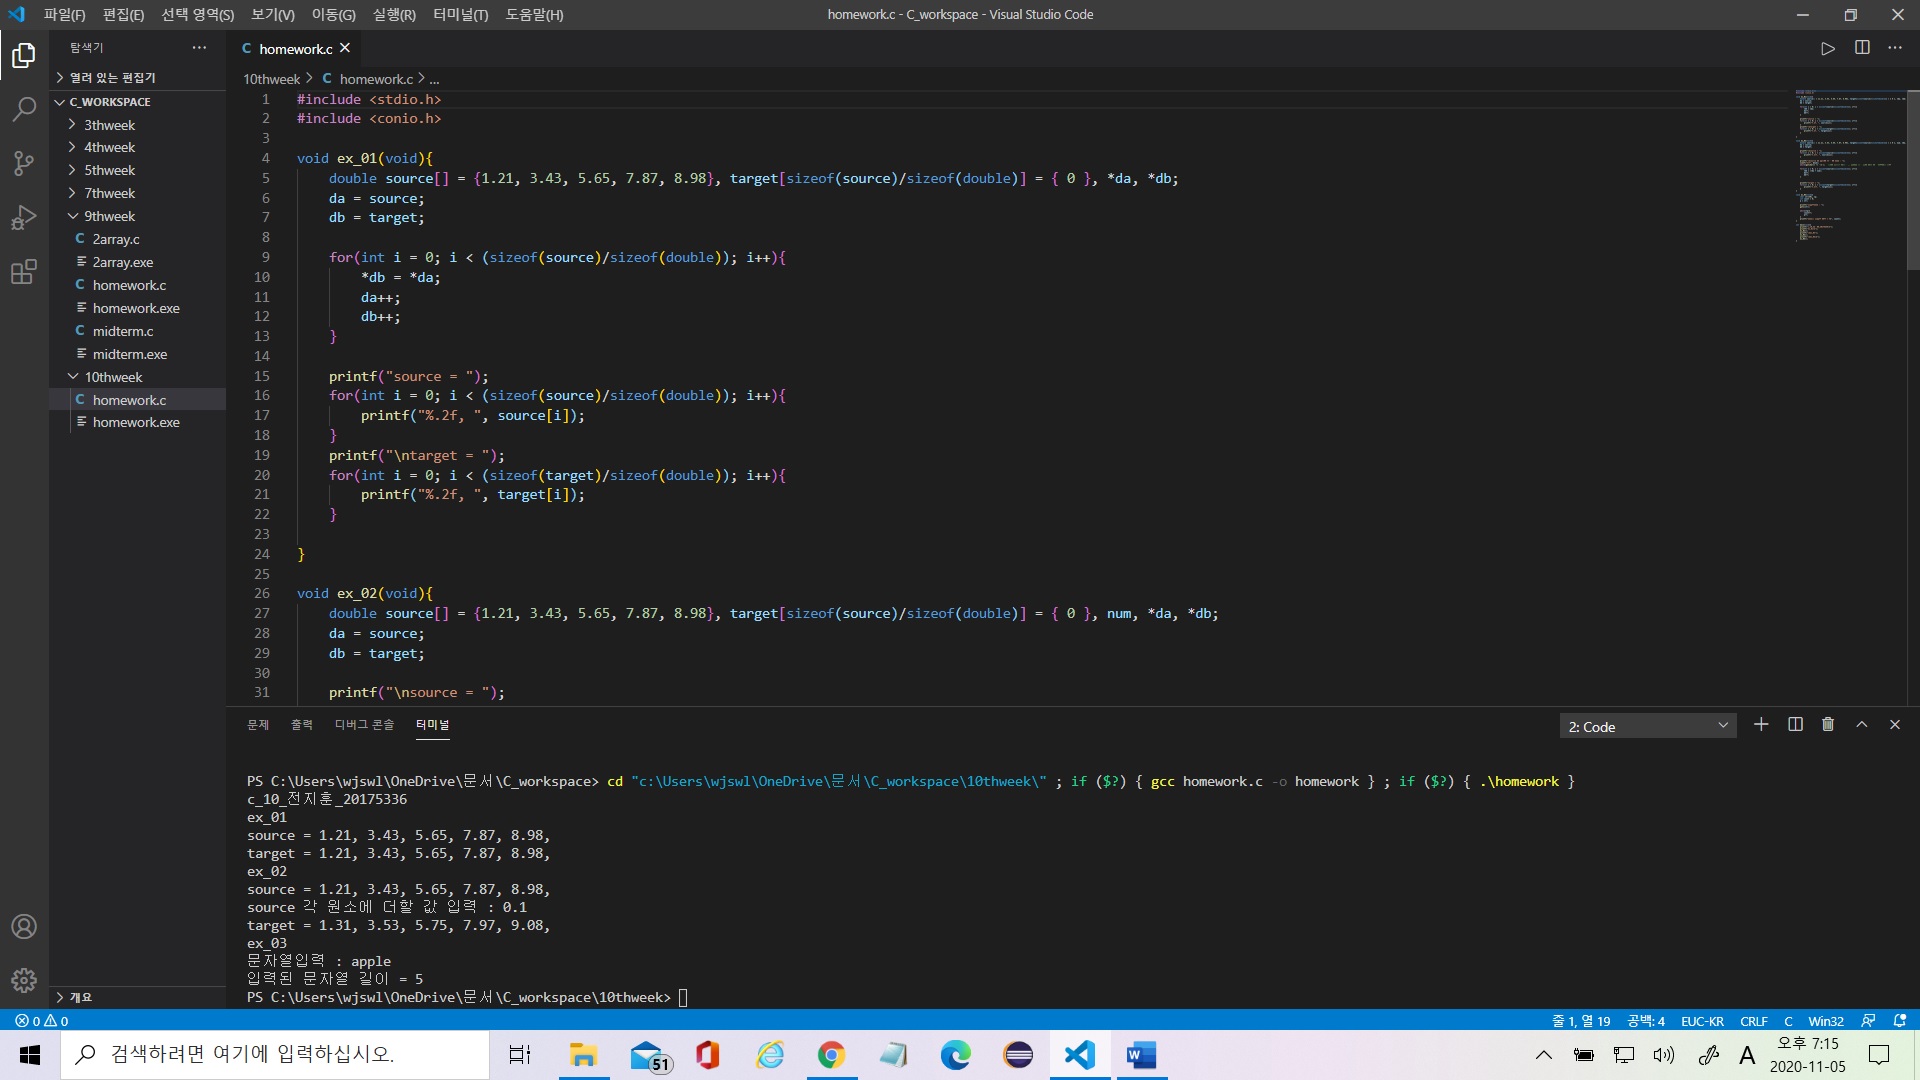 파일(F) 편집(E) 선택 영역(S) 보기(V) 이동(G) 실행(R) 터미널(T) 도움말(H)
homework.c - C_workspace - Visual Studio Code
탐색기
열려 있는 편집기
C_WORKSPACE
3thweek
4thweek
5thweek
7thweek
9thweek
2array.c
2array.exe
homework.c
homework.exe
midterm.c
midterm.exe
10thweek
homework.c
homework.exe
개요
homework.c
10thweek > homework.c > ...
1 #include <stdio.h>
2 #include <conio.h>
3
4 void ex_01(void){
5 double source[] = {1.21, 3.43, 5.65, 7.87, 8.98}, target[sizeof(source)/sizeof(double)] = { 0 }, *da, *db;
6 da = source;
7 db = target;
8
9 for(int i = 0; i < (sizeof(source)/sizeof(double)); i++){
10 *db = *da;
11 da++;
12 db++;
13 }
14
15 printf("source = ");
16 for(int i = 0; i < (sizeof(source)/sizeof(double)); i++){
17 printf("%.2f, ", source[i]);
18 }
19 printf("\ntarget = ");
20 for(int i = 0; i < (sizeof(target)/sizeof(double)); i++){
21 printf("%.2f, ", target[i]);
22 }
23
24 }
25
26 void ex_02(void){
27 double source[] = {1.21, 3.43, 5.65, 7.87, 8.98}, target[sizeof(source)/sizeof(double)] = { 0 }, num, *da, *db;
28 da = source;
29 db = target;
30
31 printf("\nsource = ");
문제 출력 디버그 콘솔 터미널
2: Code
PS C:\Users\wjswl\OneDrive\문서\C_workspace> cd "c:\Users\wjswl\OneDrive\문서\C_workspace\10thweek\" ; if ($?) { gcc homework.c -o homework } ; if ($?) { .\homework }
c_10_전지훈_20175336
ex_01
source = 1.21, 3.43, 5.65, 7.87, 8.98,
target = 1.21, 3.43, 5.65, 7.87, 8.98,
ex_02
source = 1.21, 3.43, 5.65, 7.87, 8.98,
source 각 원소에 더할 값 입력 : 0.1
target = 1.31, 3.53, 5.75, 7.97, 9.08,
ex_03
문자열입력 : apple
입력된 문자열 길이 = 5
PS C:\Users\wjswl\OneDrive\문서\C_workspace\10thweek>
0 0
줄 1, 열 19 공백: 4 EUC-KR CRLF C Win32
검색하려면 여기에 입력하십시오.
51
A
오후 7:15
2020-11-05